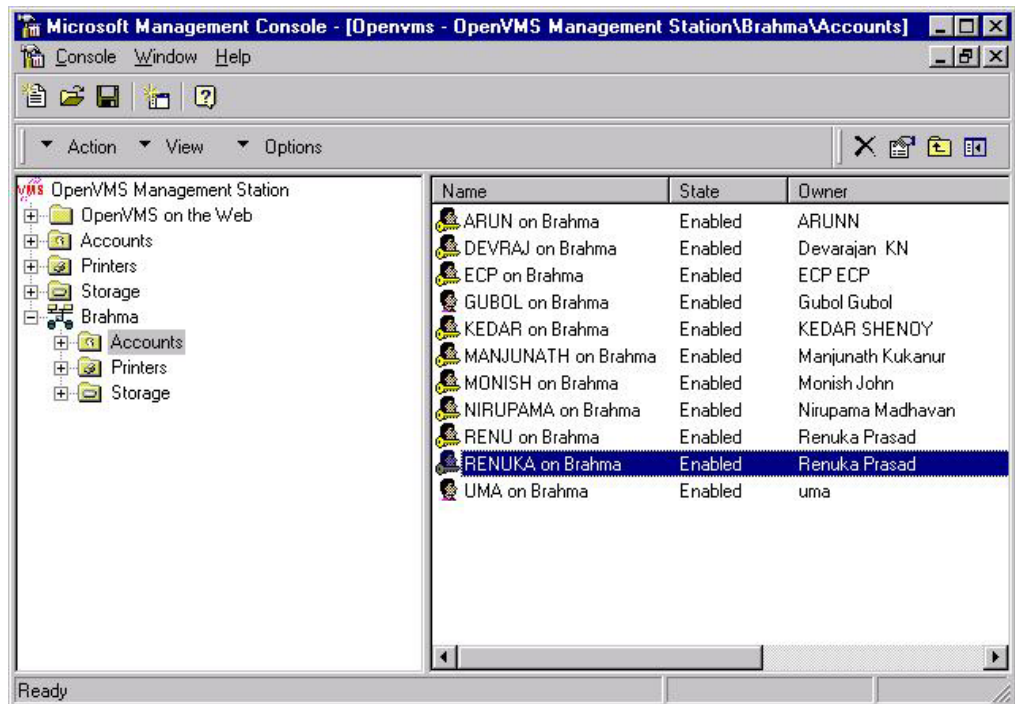 Microsoft Management Console - [Openvms - OpenVMS Management Station\Brahma\Accounts]
Console Window Help
Action View Options
VMS OpenVMS Management Station
OpenVMS on the Web
Accounts
Printers
Storage
Brahma
Accounts
Printers
Storage
Name State Owner
ARUN on Brahma Enabled ARUNN
DEVRAJ on Brahma Enabled Devarajan KN
ECP on Brahma Enabled ECP ECP
GUBOL on Brahma Enabled Gubol Gubol
KEDAR on Brahma Enabled KEDAR SHENOY
MANJUNATH on Brahma Enabled Manjunath Kukanur
MONISH on Brahma Enabled Monish John
NIRUPAMA on Brahma Enabled Nirupama Madhavan
RENU on Brahma Enabled Renuka Prasad
RENUKA on Brahma Enabled Renuka Prasad
UMA on Brahma Enabled uma
Ready